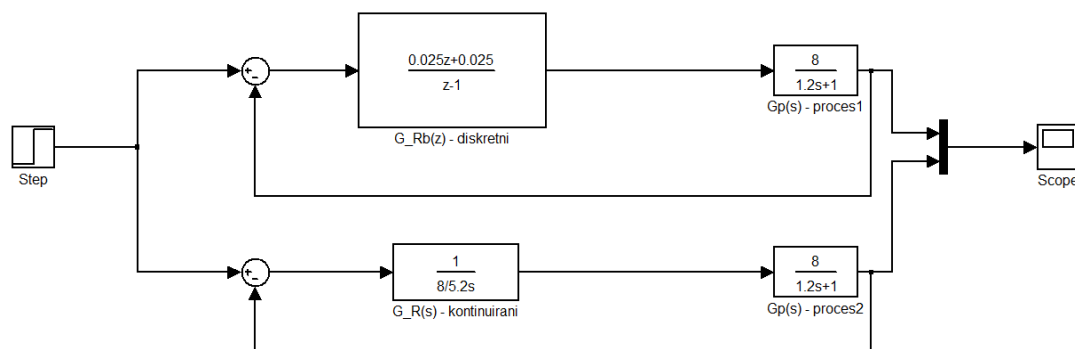 +
-
0.025z+0.025
z-1
G_Rb(z) - diskretni
8
1.2s+1
Gp(s) - proces1
Step
Scope
+
-
1
8/5.2s
G_R(s) - kontinuirani
8
1.2s+1
Gp(s) - proces2